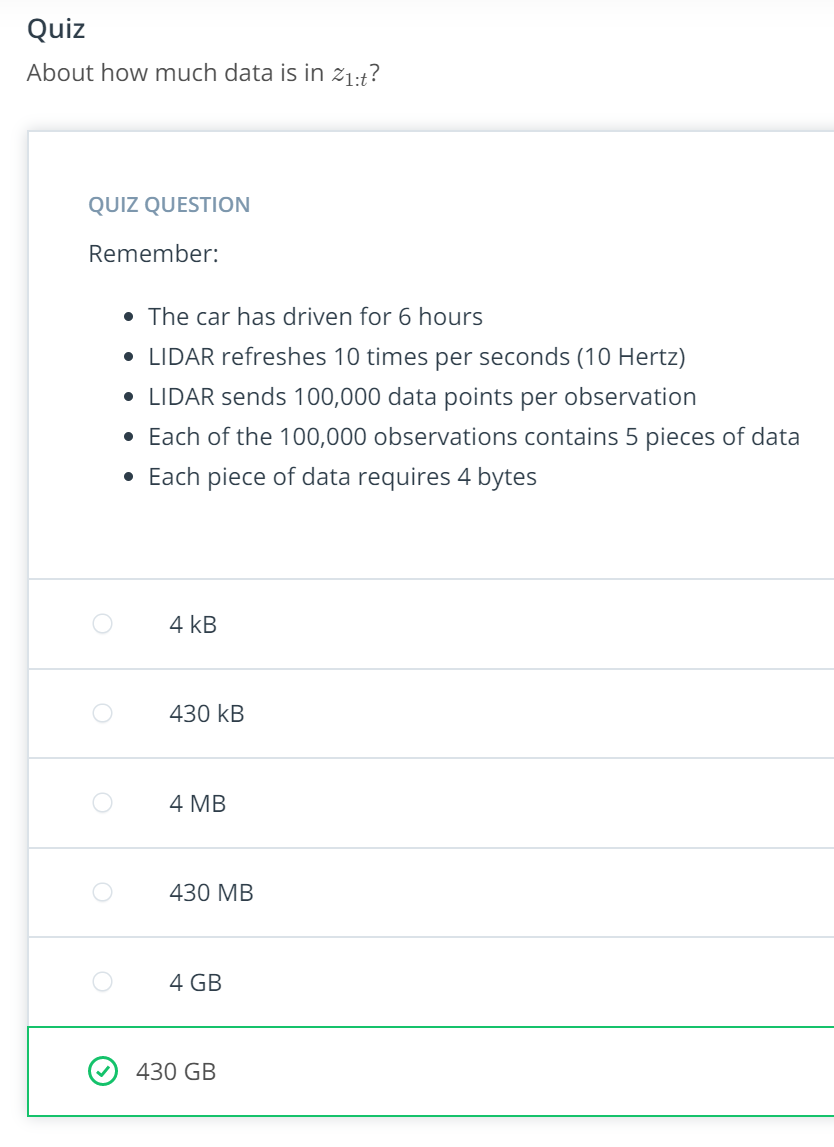 Quiz
About how much data is in z1:t?
QUIZ QUESTION
Remember:
• The car has driven for 6 hours
• LIDAR refreshes 10 times per seconds (10 Hertz)
• LIDAR sends 100,000 data points per observation
• Each of the 100,000 observations contains 5 pieces of data
• Each piece of data requires 4 bytes
4 kB
430 kB
4 MB
430 MB
4 GB
430 GB